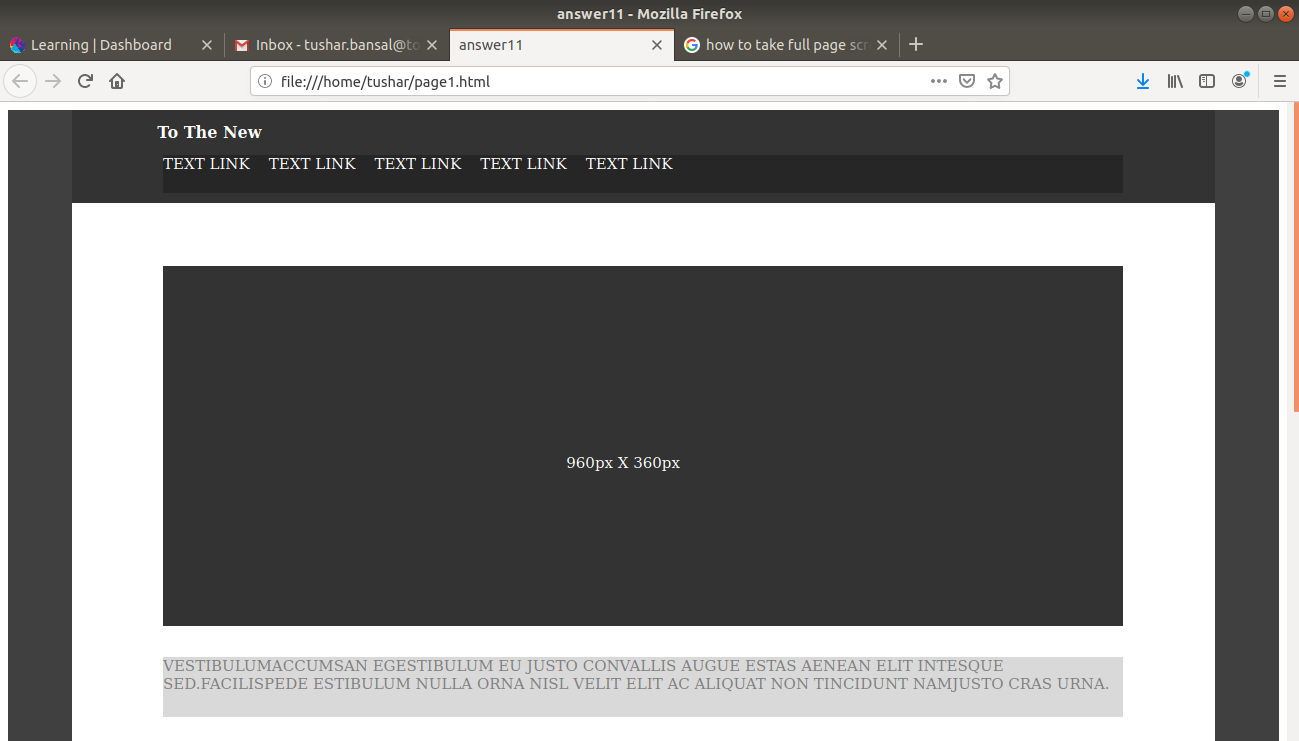 answer11 - Mozilla Firefox
Learning | Dashboard
Inbox - tushar.bansal@to
answer11
how to take full page scr
file:///home/tushar/page1.html
To The New
TEXT LINK TEXT LINK TEXT LINK TEXT LINK TEXT LINK
960px X 360px
VESTIBULUMACCUMSAN EGESTIBULUM EU JUSTO CONVALLIS AUGUE ESTAS AENEAN ELIT INTESQUE
SED.FACILISPEDE ESTIBULUM NULLA ORNA NISL VELIT ELIT AC ALIQUAT NON TINCIDUNT NAMJUSTO CRAS URNA.